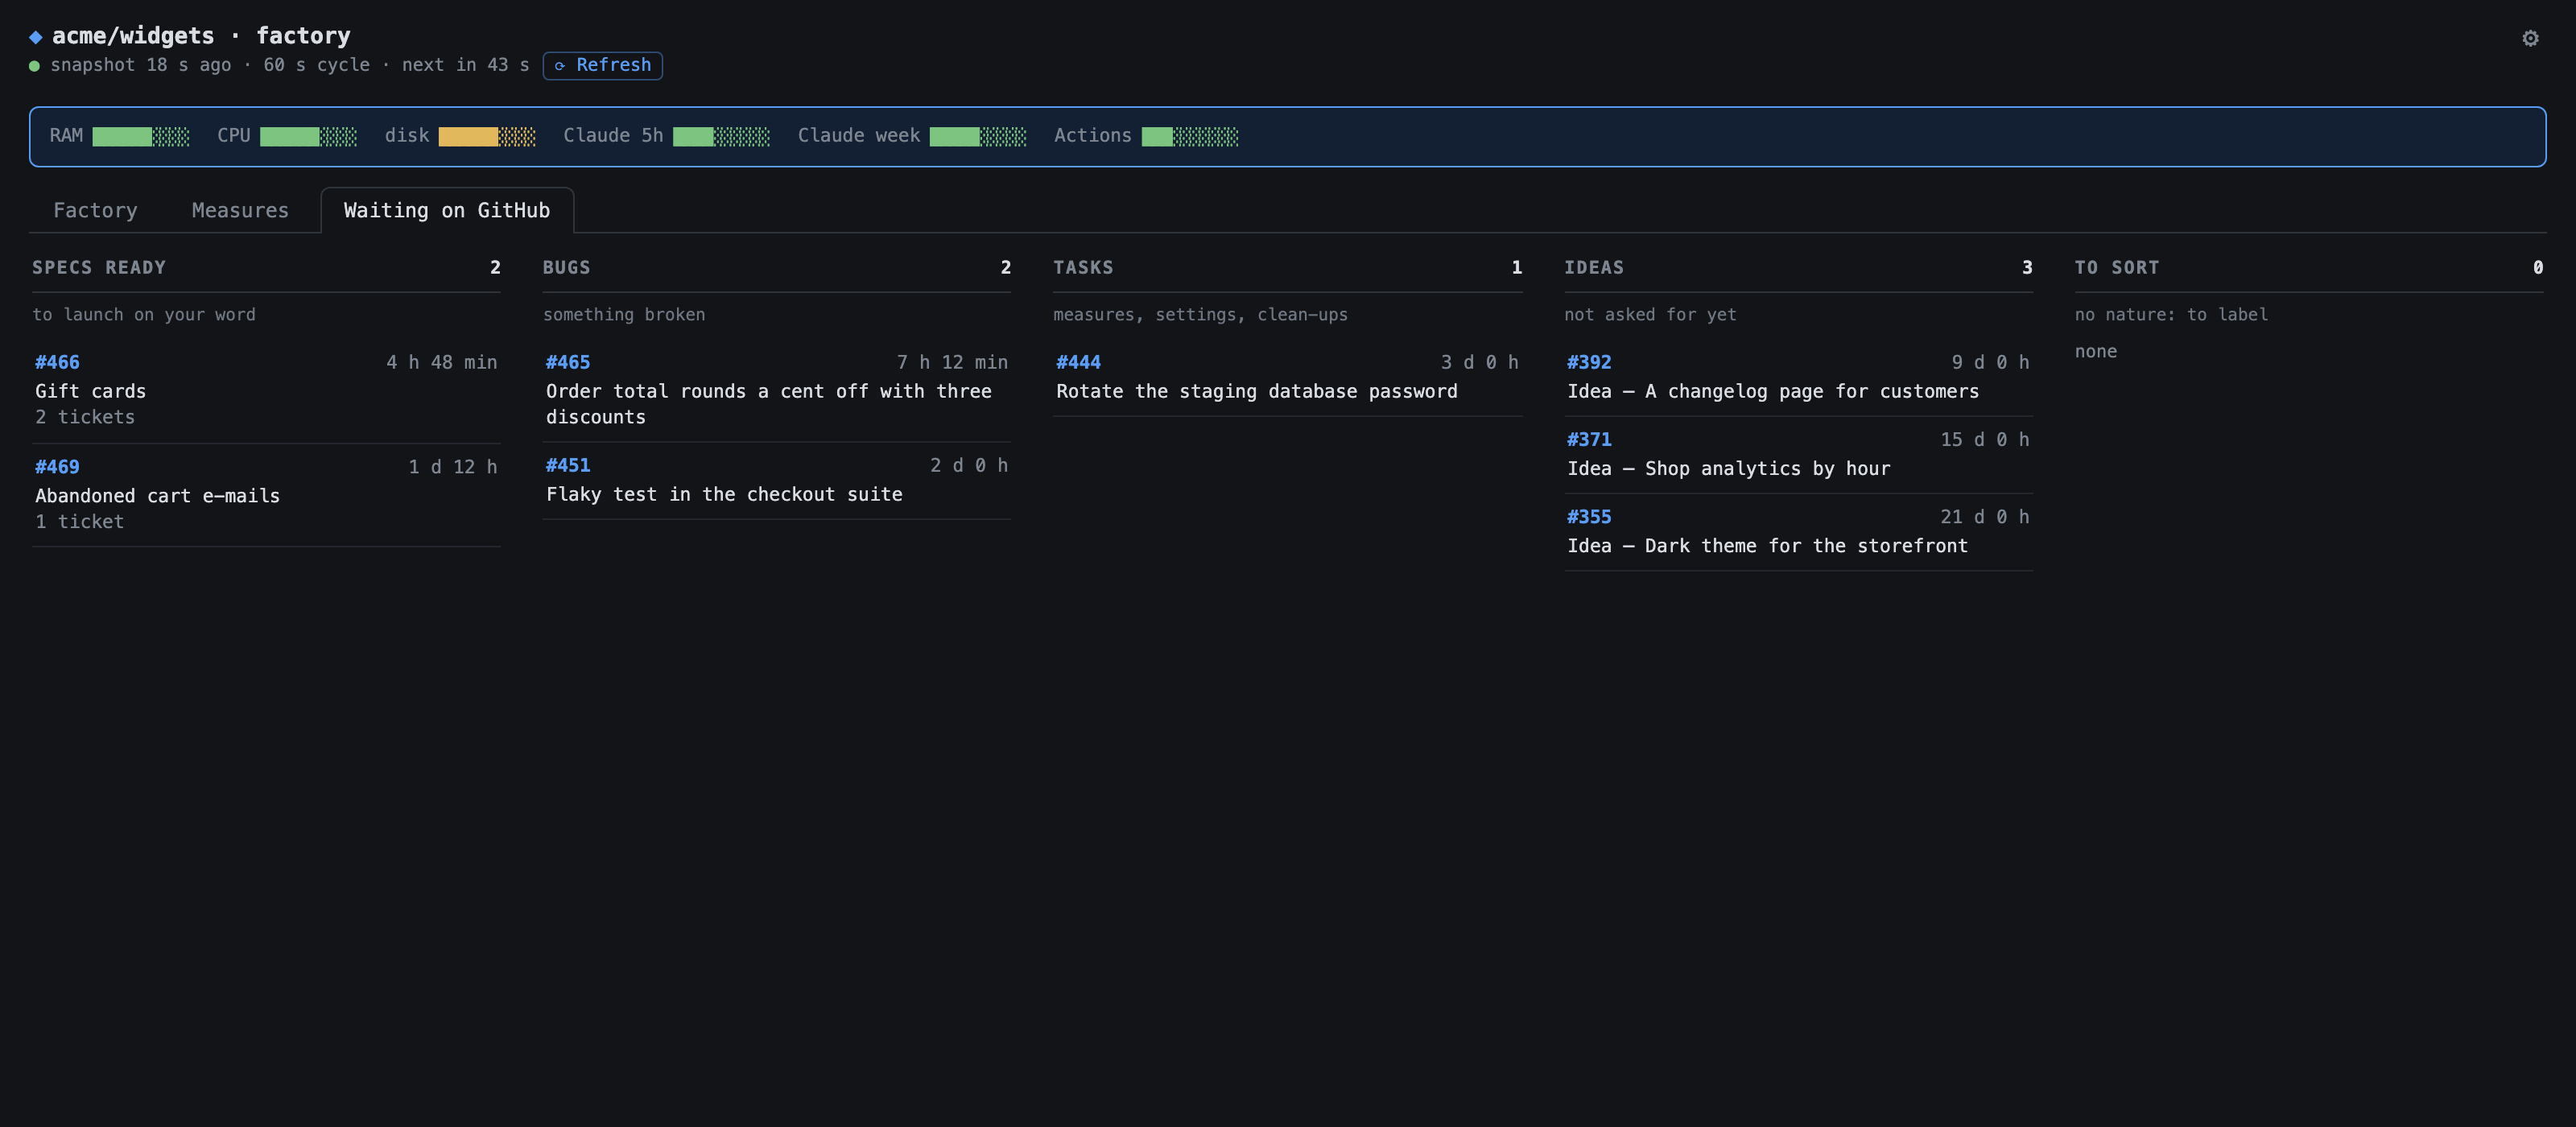 ◆ acme/widgets · factory
⚙
● snapshot 18 s ago · 60 s cycle · next in 43 s ⟳ Refresh
RAM CPU disk Claude 5h Claude week Actions
Factory Measures Waiting on GitHub
SPECS READY 2
to launch on your word
#466 4 h 48 min
Gift cards
2 tickets
#469 1 d 12 h
Abandoned cart e-mails
1 ticket
BUGS 2
something broken
#465 7 h 12 min
Order total rounds a cent off with three
discounts
#451 2 d 0 h
Flaky test in the checkout suite
TASKS 1
measures, settings, clean-ups
#444 3 d 0 h
Rotate the staging database password
IDEAS 3
not asked for yet
#392 9 d 0 h
Idea — A changelog page for customers
#371 15 d 0 h
Idea — Shop analytics by hour
#355 21 d 0 h
Idea — Dark theme for the storefront
TO SORT 0
no nature: to label
none